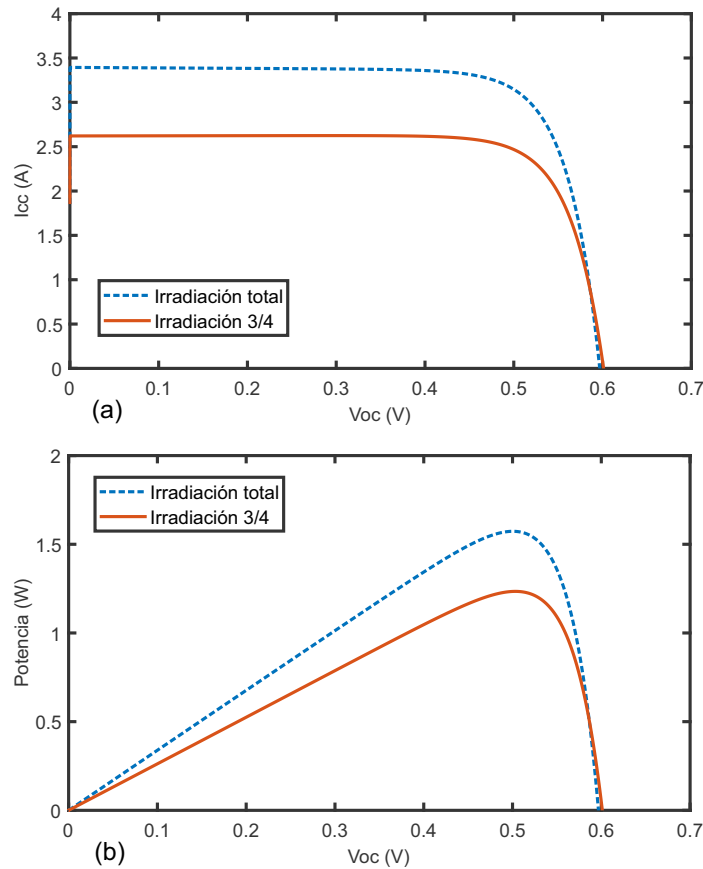 4
3.5
3
2.5
2
1.5
1
0.5
0
Icc (A)
Irradiación total
Irradiación 3/4
0 0.1 0.2 0.3 0.4 0.5 0.6 0.7
(a)
Voc (V)
2
1.5
1
0.5
0
Potencia (W)
Irradiación total
Irradiación 3/4
0 0.1 0.2 0.3 0.4 0.5 0.6 0.7
(b)
Voc (V)